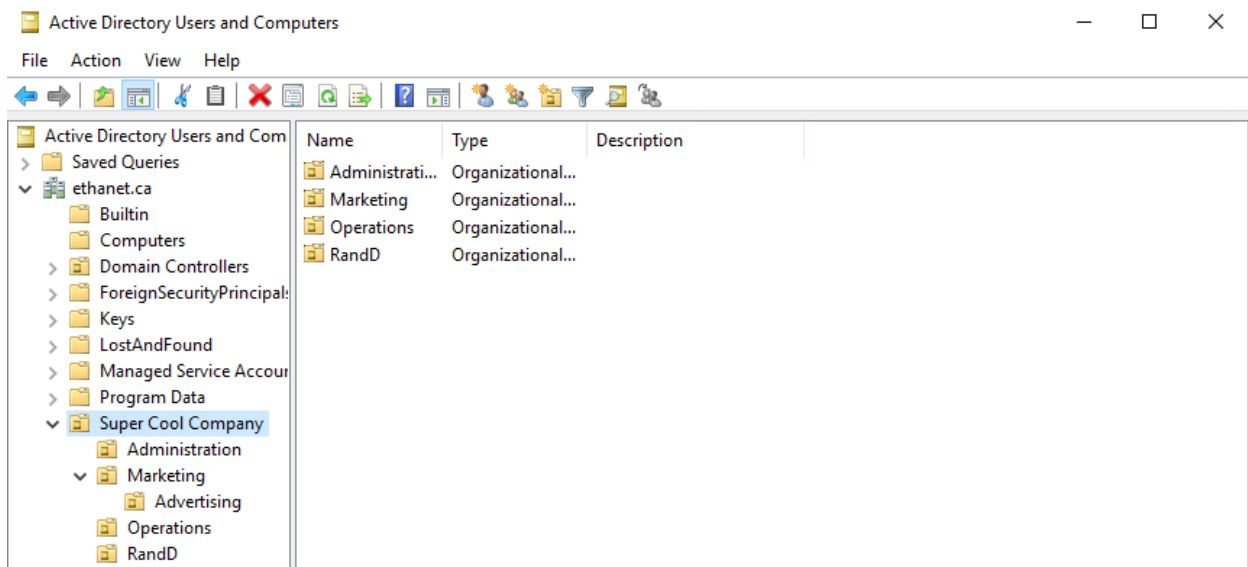 Active Directory Users and Computers
File Action View Help
Active Directory Users and Com
Saved Queries
ethanet.ca
Builtin
Computers
Domain Controllers
ForeignSecurityPrincipals
Keys
LostAndFound
Managed Service Accour
Program Data
Super Cool Company
Administration
Marketing
Advertising
Operations
RandD
Name Type Description
Administrati... Organizational...
Marketing Organizational...
Operations Organizational...
RandD Organizational...